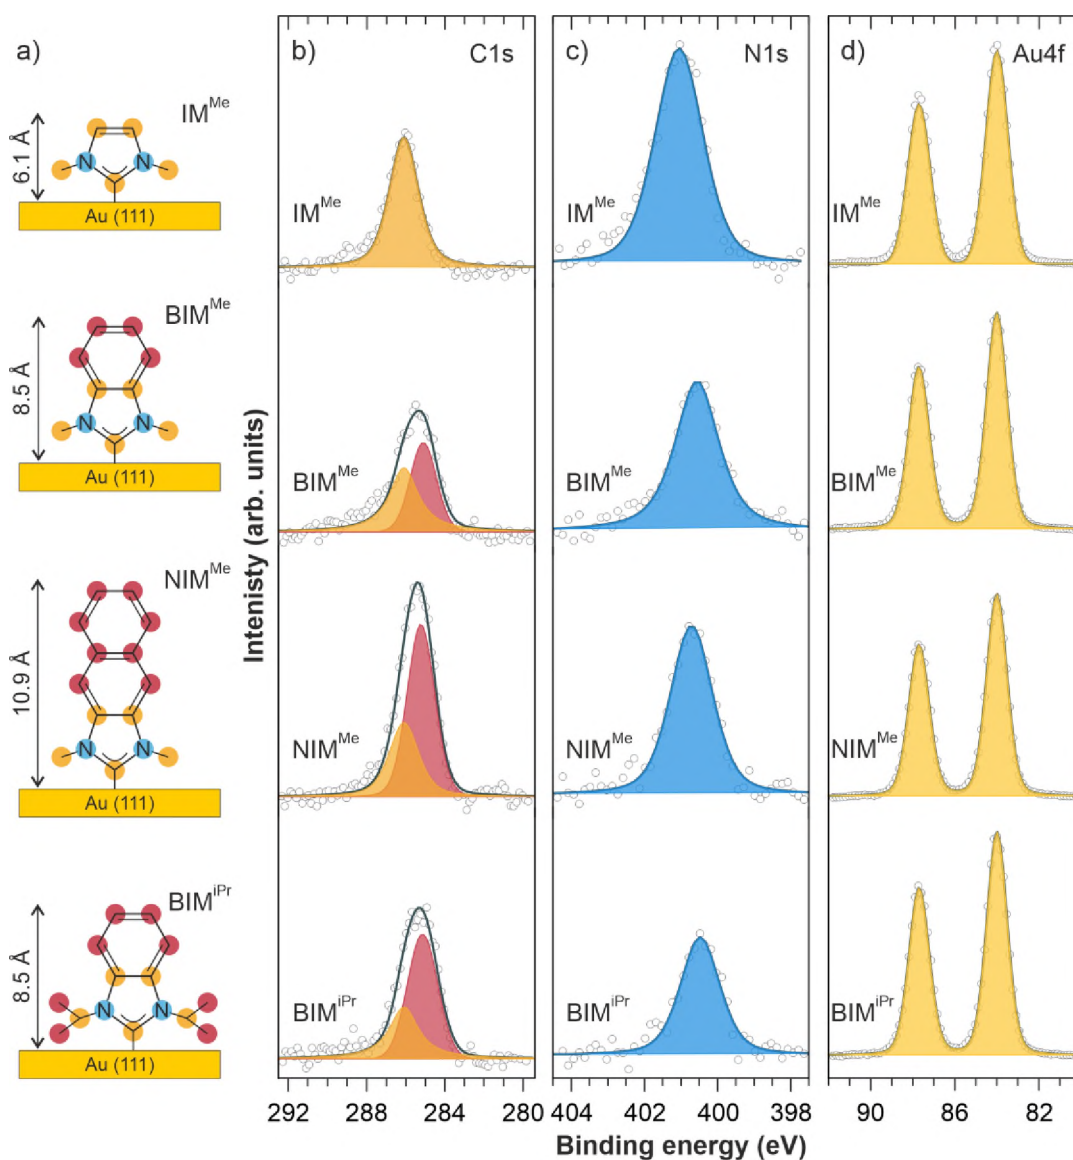 a)
IMMe
6.1 Å
N
N
Au (111)
BIMMe
8.5 Å
N
N
Au (111)
NIMMe
10.9 Å
N
N
Au (111)
BIMiPr
8.5 Å
N
N
Au (111)
Intenisty (arb. units)
b)
C1s
IMMe
BIMMe
NIMMe
BIMiPr
292
288
284
280
c)
N1s
IMMe
BIMMe
NIMMe
BIMiPr
404
402
400
398
d)
Au4f
IMMe
BIMMe
NIMMe
BIMiPr
90
86
82
Binding energy (eV)